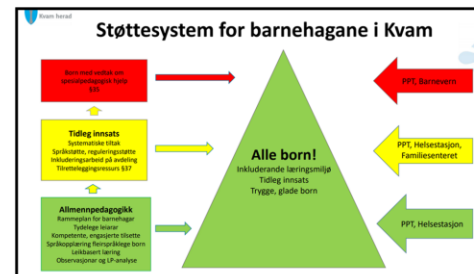 Kvam herad
Støttesystem for barnehagane i Kvam
Born med vedtak om
spesialpedagogisk hjelp
§35
Tidleg innsats
Systematiske tiltak
Språkstøtte, reguleringsstøtte
Inkluderingsarbeid på avdeling
Tilretteleggingsressurs §37
Allmennpedagogikk
Rammeplan for barnehagar
Tydelege leiarar
Kompetente, engasjerte tilsette
Språkopplæring fleirspråklege born
Leikbasert læring
Observasjonar og LP-analyse
Alle born!
Inkluderande læringsmiljø
Tidleg innsats
Trygge, glade born
PPT, Barnevern
PPT, Helsestasjon,
Familiesenteret
PPT, Helsestasjon